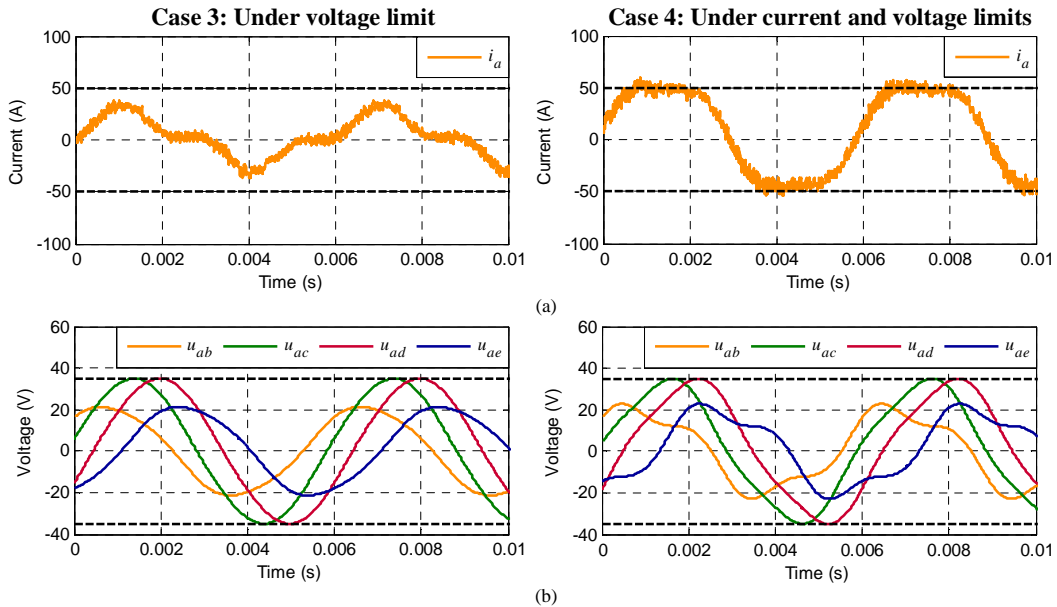 Case 3: Under voltage limit
Case 4: Under current and voltage limits
100
50
0
-50
-100
Current (A)
i_a
0
0.002
0.004
0.006
0.008
0.01
Time (s)
100
50
0
-50
-100
Current (A)
i_a
0
0.002
0.004
0.006
0.008
0.01
Time (s)
(a)
60
40
20
0
-20
-40
Voltage (V)
u_ab u_ac u_ad u_ae
0
0.002
0.004
0.006
0.008
0.01
Time (s)
60
40
20
0
-20
-40
Voltage (V)
u_ab u_ac u_ad u_ae
0
0.002
0.004
0.006
0.008
0.01
Time (s)
(b)